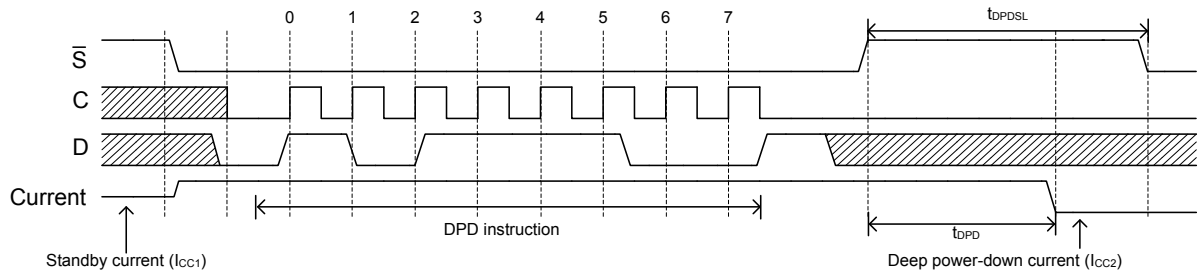 0 1 2 3 4 5 6 7
tDPDSL
S̅
C
D
Current
DPD instruction
tDPD
Standby current (ICC1)
Deep power-down current (ICC2)